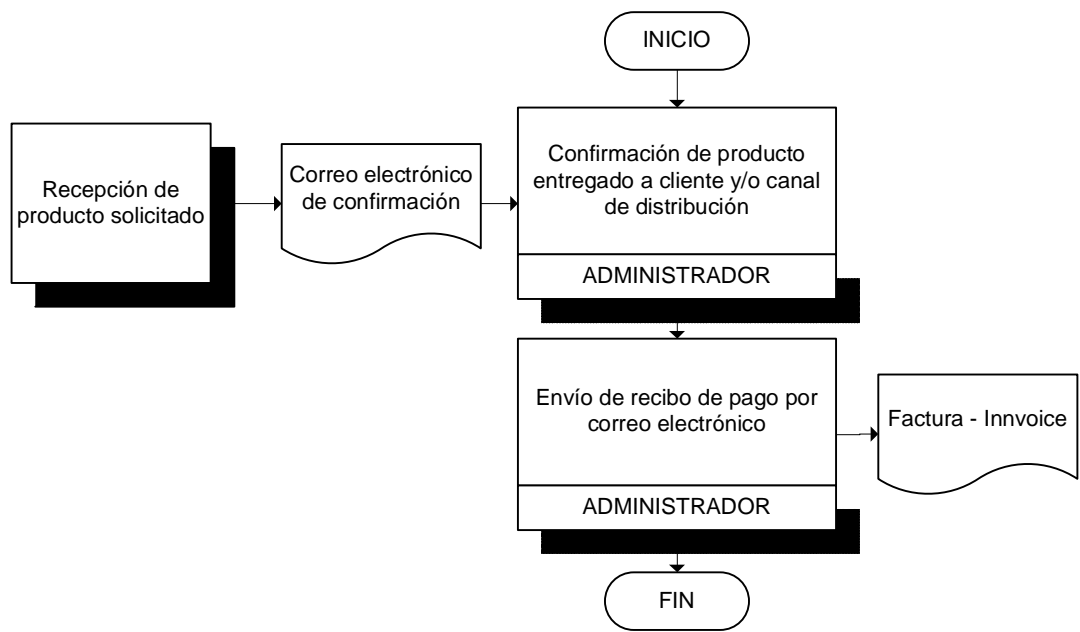 INICIO
Recepción de
producto solicitado
Correo electrónico
de confirmación
Confirmación de producto
entregado a cliente y/o canal
de distribución
ADMINISTRADOR
Envío de recibo de pago por
correo electrónico
ADMINISTRADOR
Factura - Innvoice
FIN